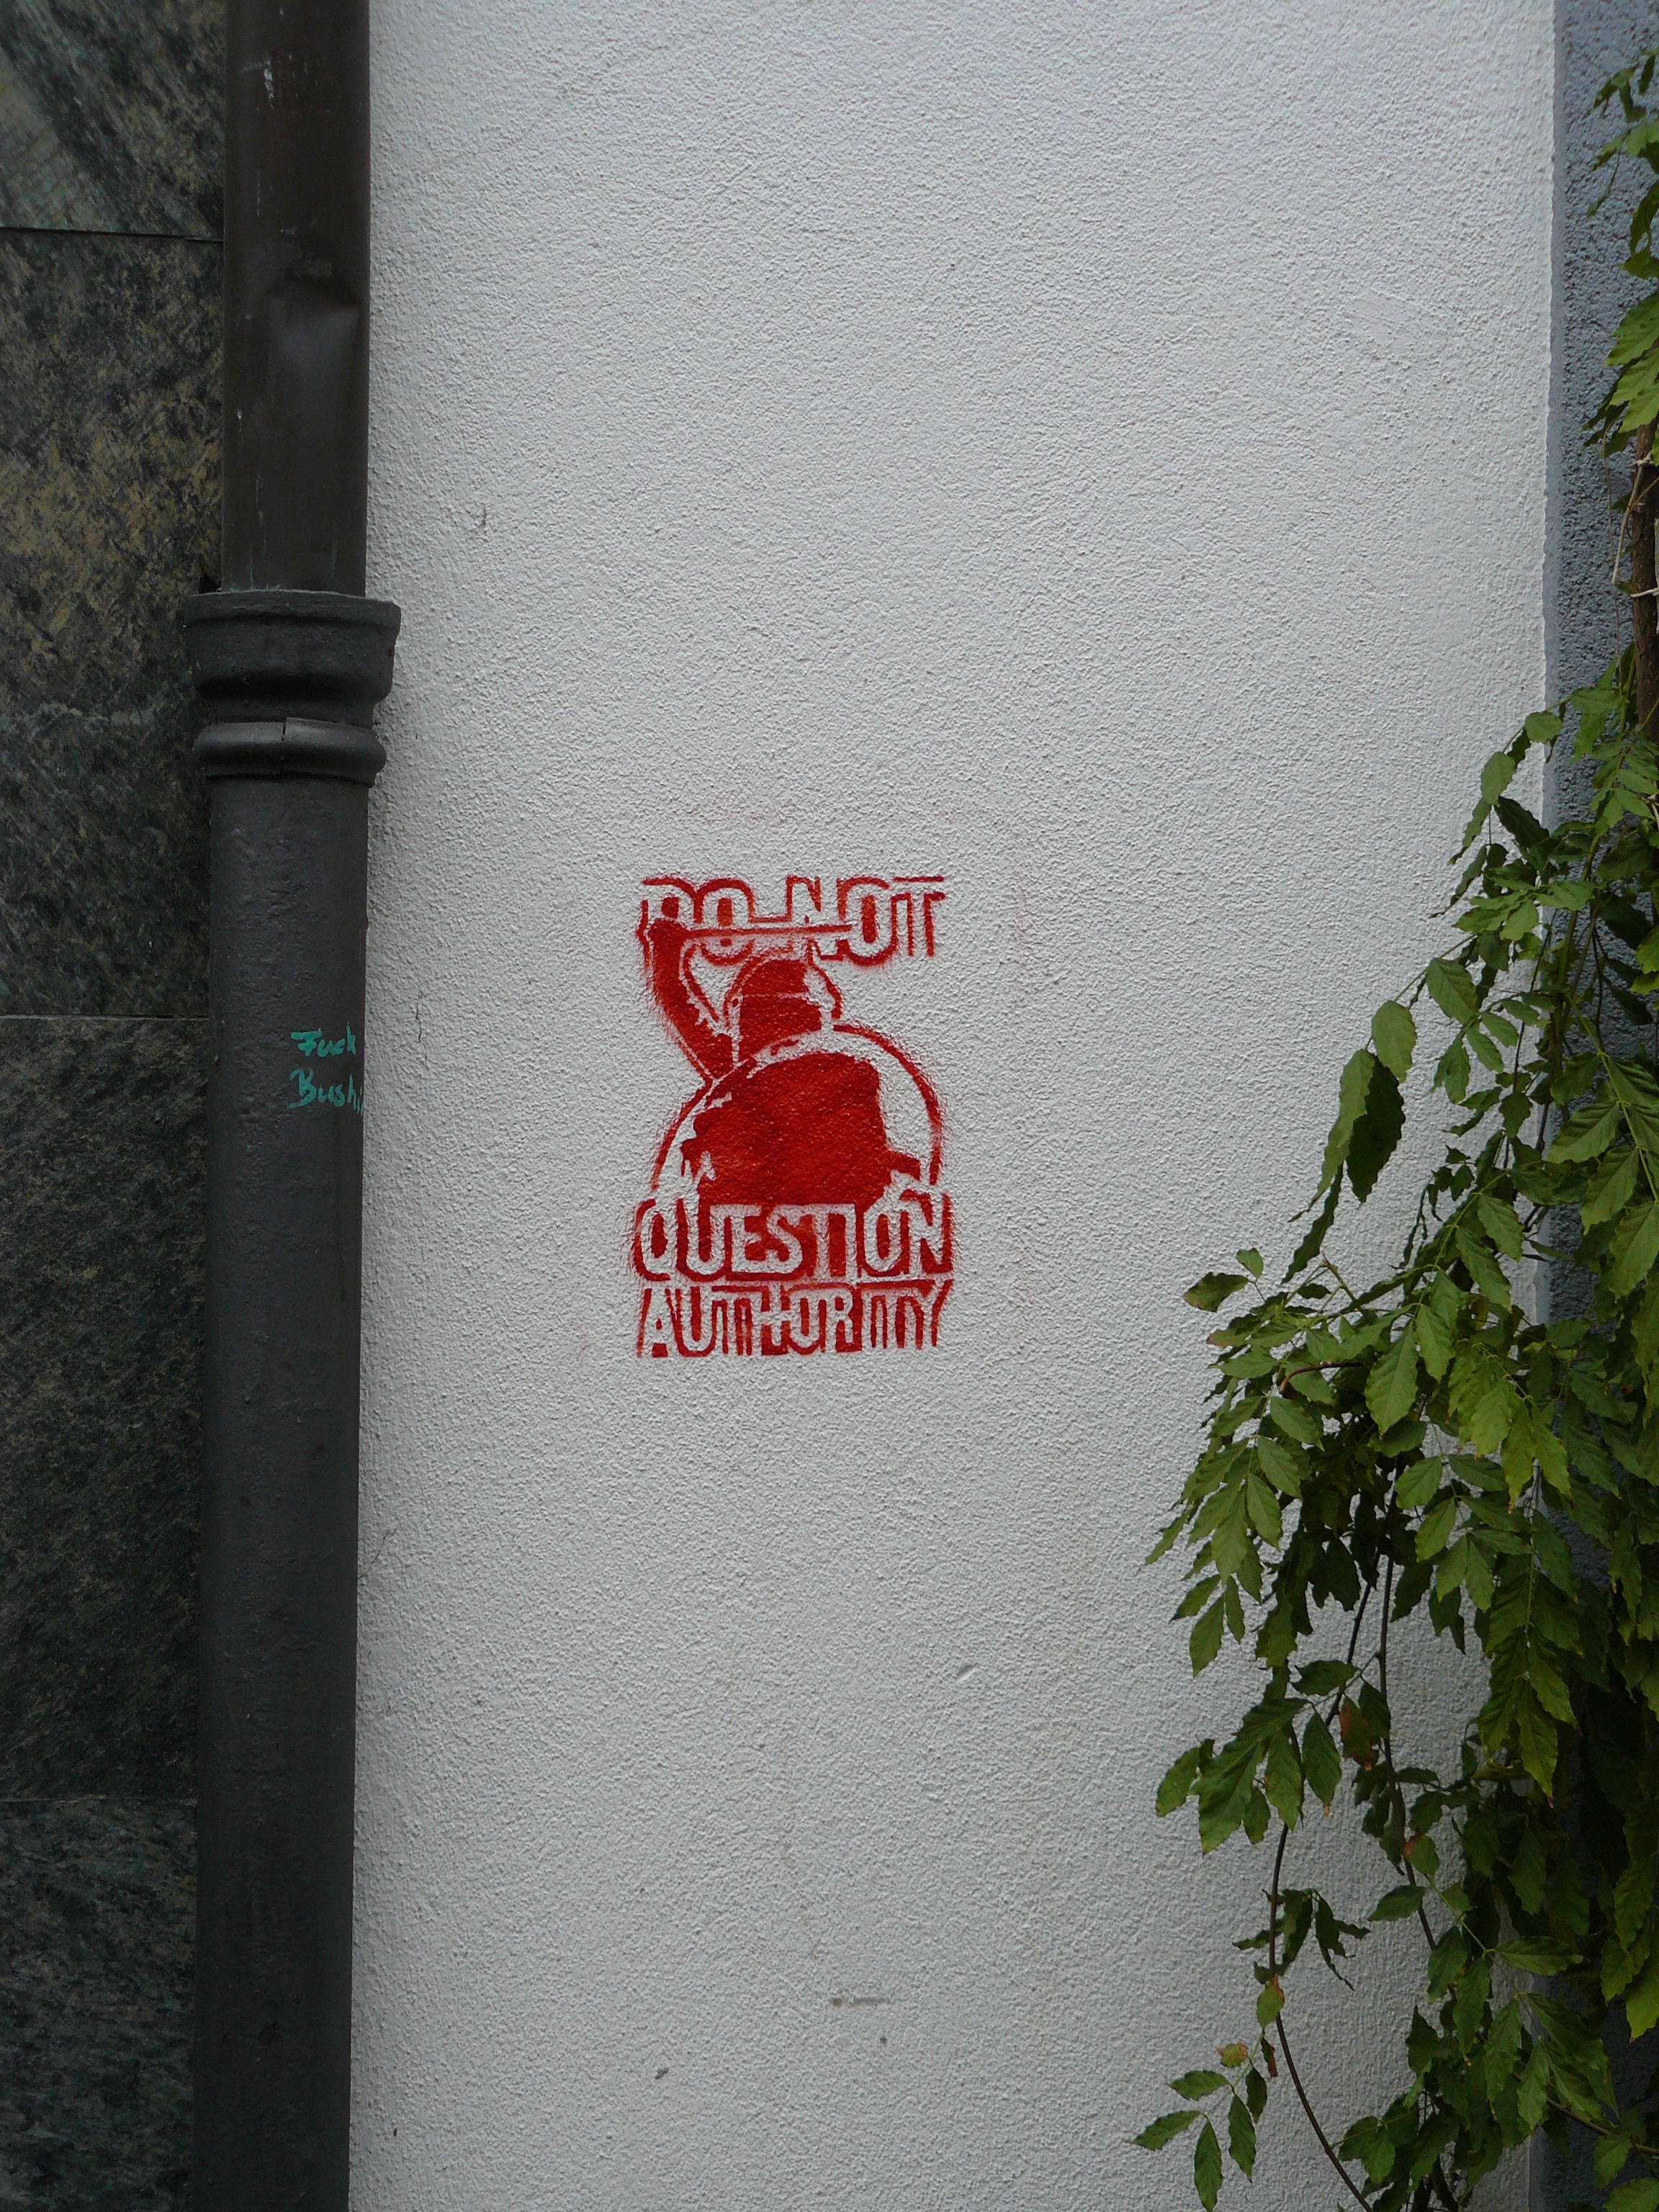 DO NOT
QUESTION
AUTHORITY
Fuck
Bush